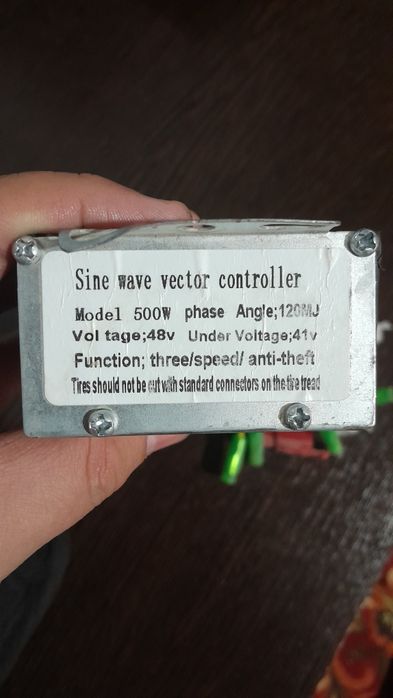 Sine wave vector controller
Model 500W phase Angle;120MJ
Vol tage;48v Under Voltage;41v
Function; three/speed/ anti-theft
Tires should not be cut with standard connectors on the tire tread